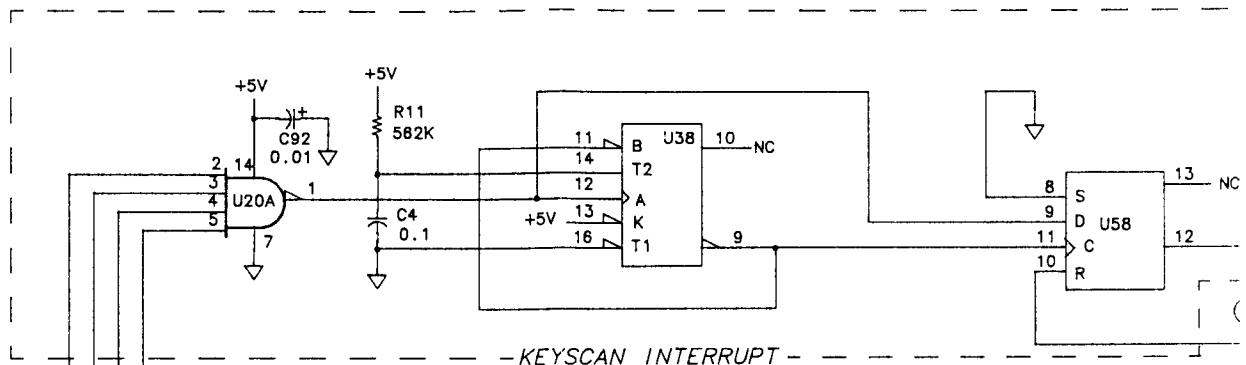 +5V
+5V
R11
562K
+
C92
0.01
14
2
3
4
5
U20A
1
7
C4
0.1
+5V
11
14
12
13
16
B
T2
A
K
T1
U38
10
NC
9
8
9
11
10
S
D
C
R
U58
13
NC
12
KEYSCAN INTERRUPT